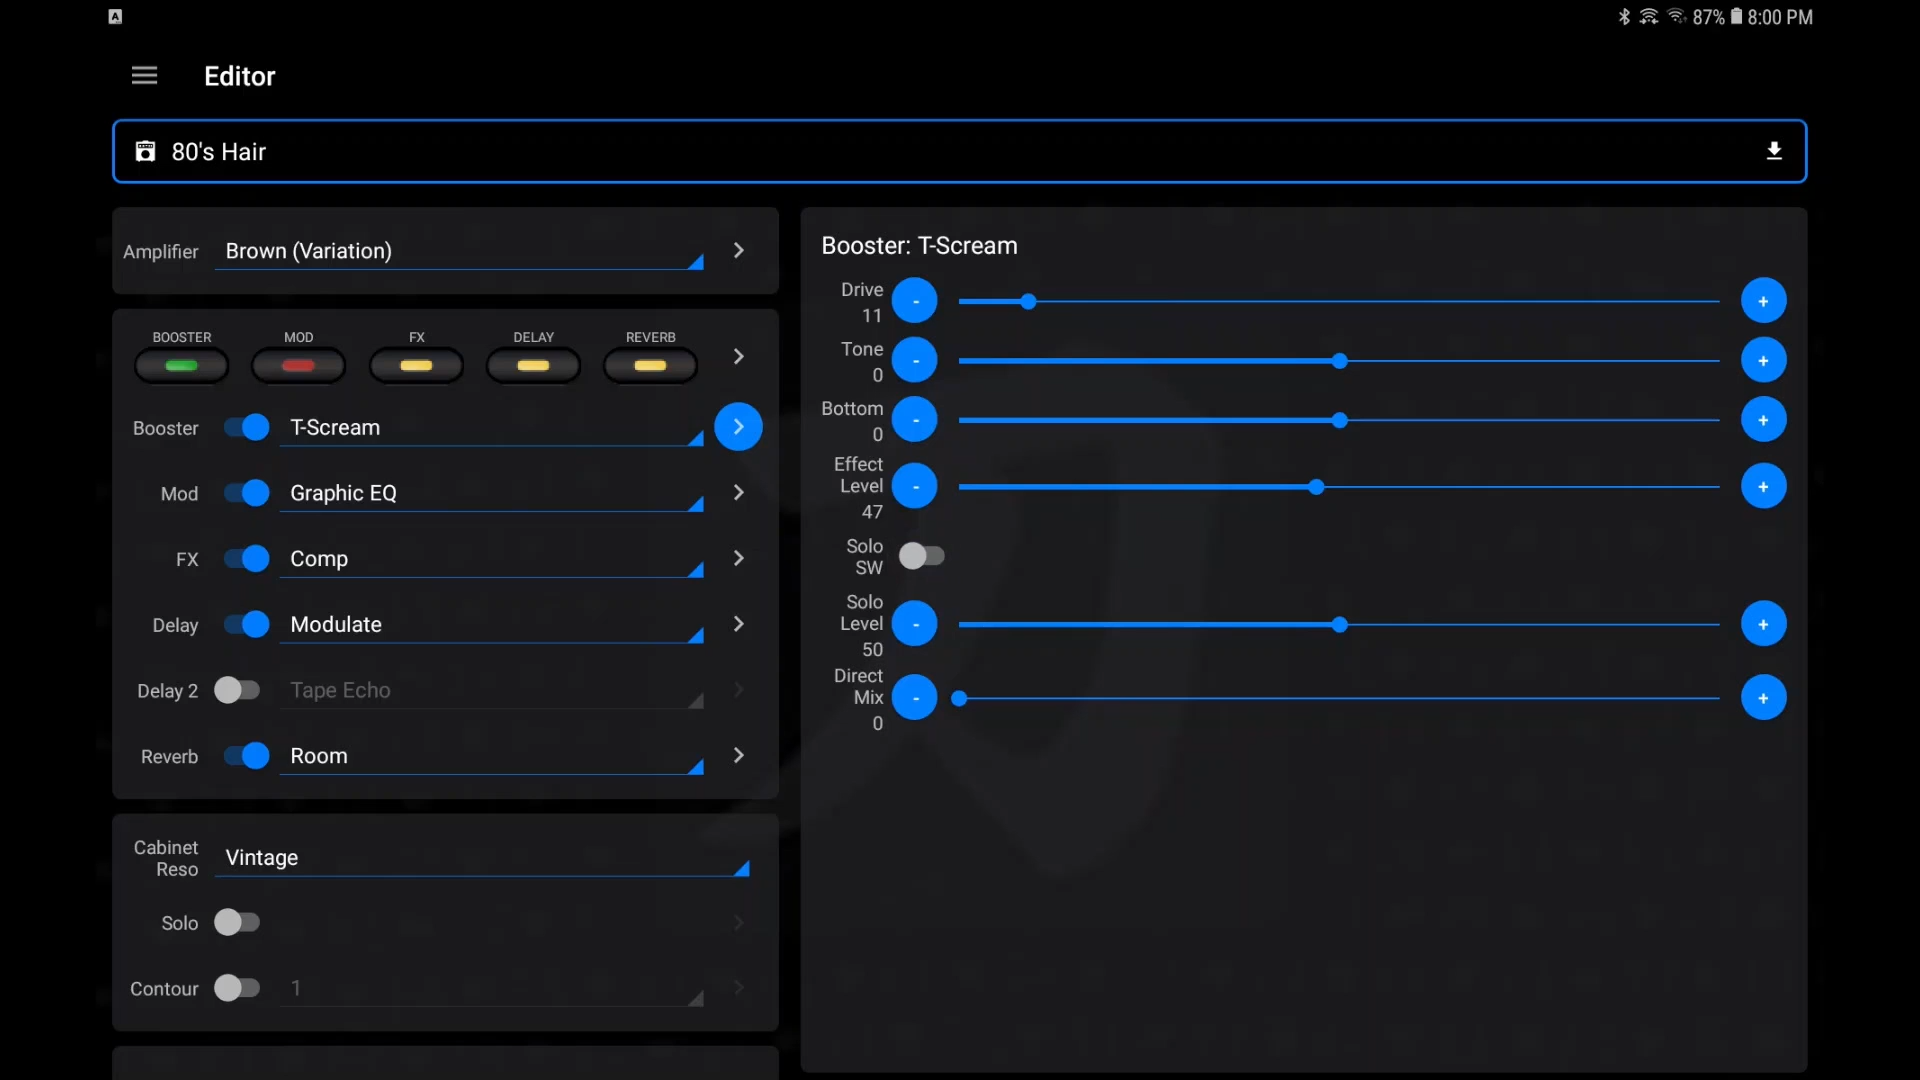 A
87% 8:00 PM
Editor
80's Hair
Amplifier Brown (Variation)
BOOSTER MOD FX DELAY REVERB
Booster T-Scream
Mod Graphic EQ
FX Comp
Delay Modulate
Delay 2 Tape Echo
Reverb Room
Cabinet
Reso
Vintage
Solo
Contour 1
Booster: T-Scream
Drive
11
- +
Tone
0
- +
Bottom
0
- +
Effect
Level
47
- +
Solo
SW
Solo
Level
50
- +
Direct
Mix
0
- +